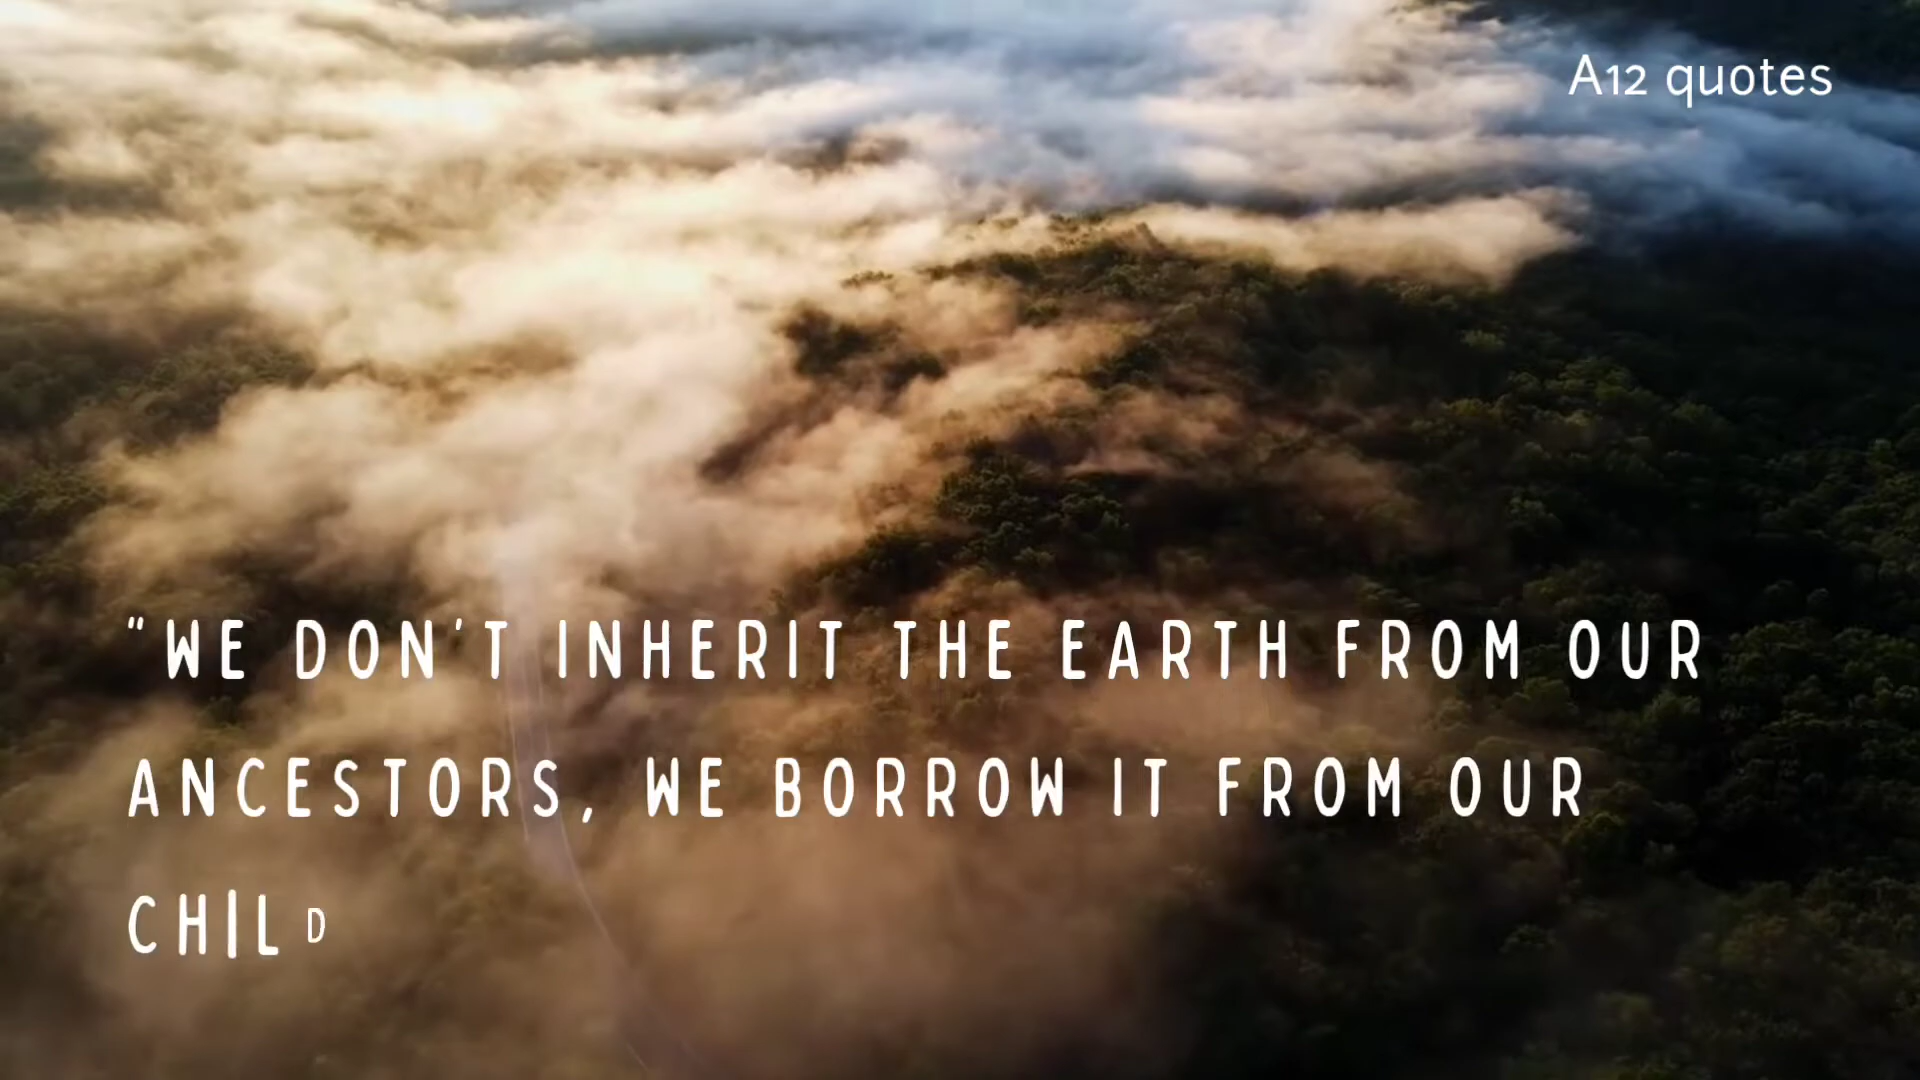 A12 quotes
"WE DON'T INHERIT THE EARTH FROM OUR
ANCESTORS, WE BORROW IT FROM OUR
CHILD